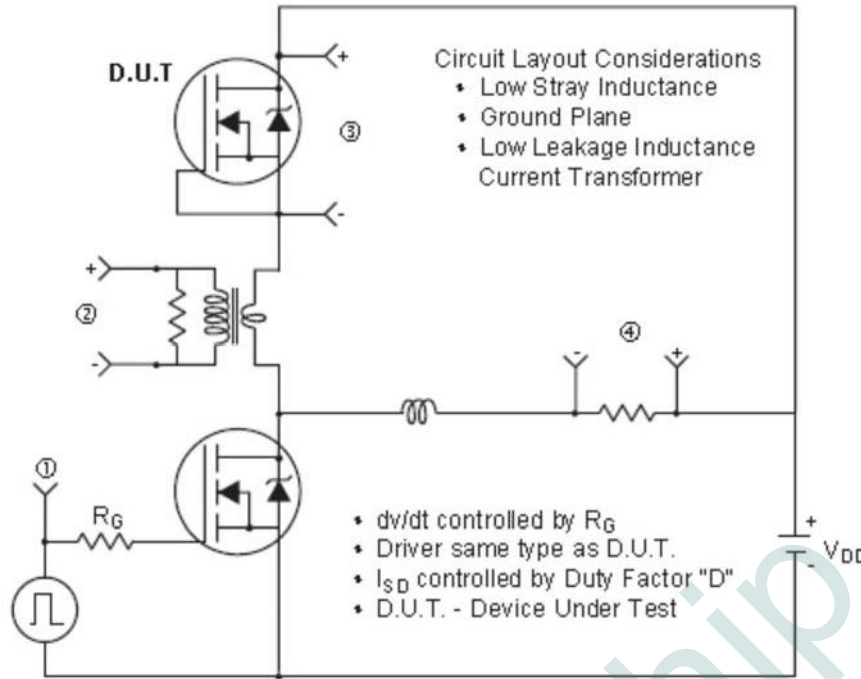 D.U.T
+
③
-
Circuit Layout Considerations
• Low Stray Inductance
• Ground Plane
• Low Leakage Inductance
Current Transformer
+
②
-
④
- +
①
RG
• dv/dt controlled by RG
• Driver same type as D.U.T.
• ISD controlled by Duty Factor "D"
• D.U.T. - Device Under Test
+
-
VDD
hip